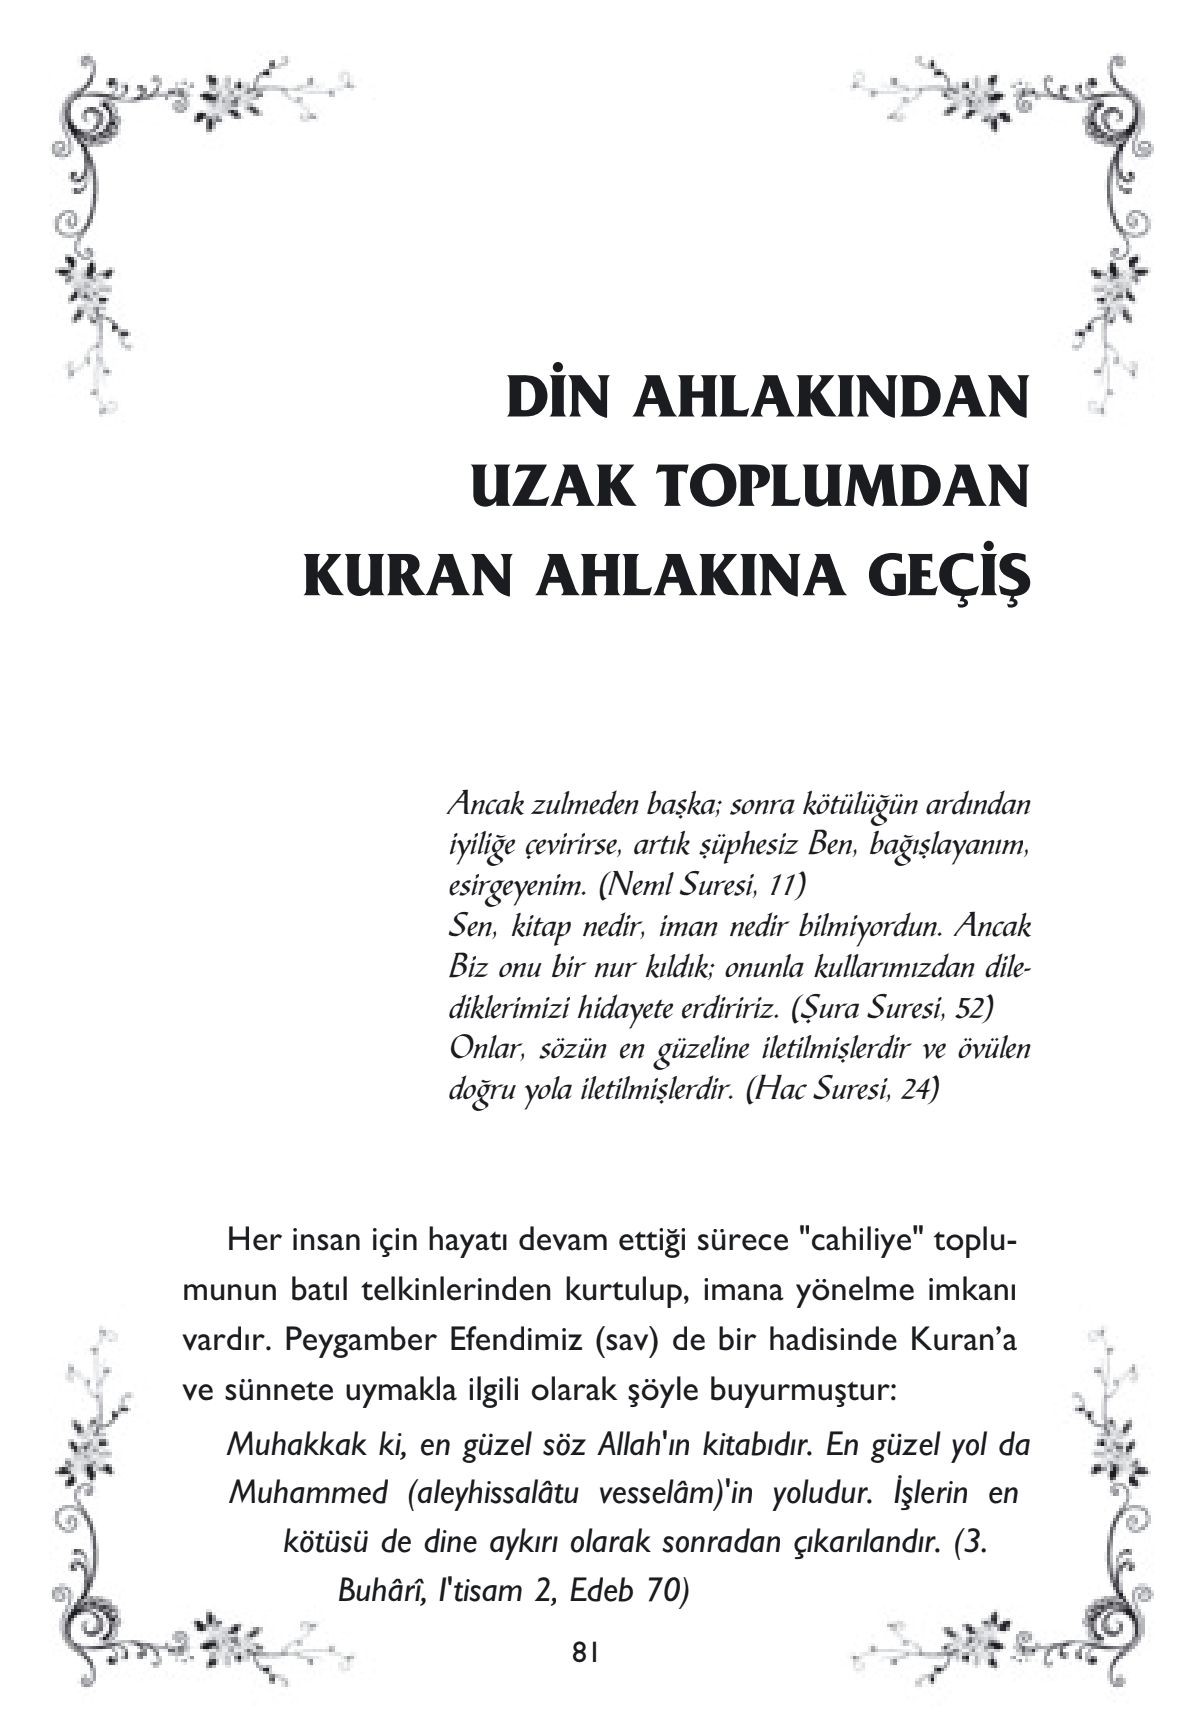 DİN AHLAKINDAN
UZAK TOPLUMDAN
KURAN AHLAKINA GEÇİŞ
Ancak zulmeden başka; sonra kötülüğün ardından
iyiliğe çevirirse, artık şüphesiz Ben, bağışlayanım,
esirgeyenim. (Neml Suresi, 11)
Sen, kitap nedir, iman nedir bilmiyordun. Ancak
Biz onu bir nur kıldık; onunla kullarımızdan dile-
diklerimizi hidayete erdiririz. (Şura Suresi, 52)
Onlar, sözün en güzeline iletilmişlerdir ve övülen
doğru yola iletilmişlerdir. (Hac Suresi, 24)
Her insan için hayatı devam ettiği sürece "cahiliye" toplu-
munun batıl telkinlerinden kurtulup, imana yönelme imkanı
vardır. Peygamber Efendimiz (sav) de bir hadisinde Kuran’a
ve sünnete uymakla ilgili olarak şöyle buyurmuştur:
Muhakkak ki, en güzel söz Allah'ın kitabıdır. En güzel yol da
Muhammed (aleyhissalâtu vesselâm)'in yoludur. İşlerin en
kötüsü de dine aykırı olarak sonradan çıkarılandır. (3.
Buhârî, I'tisam 2, Edeb 70)
81